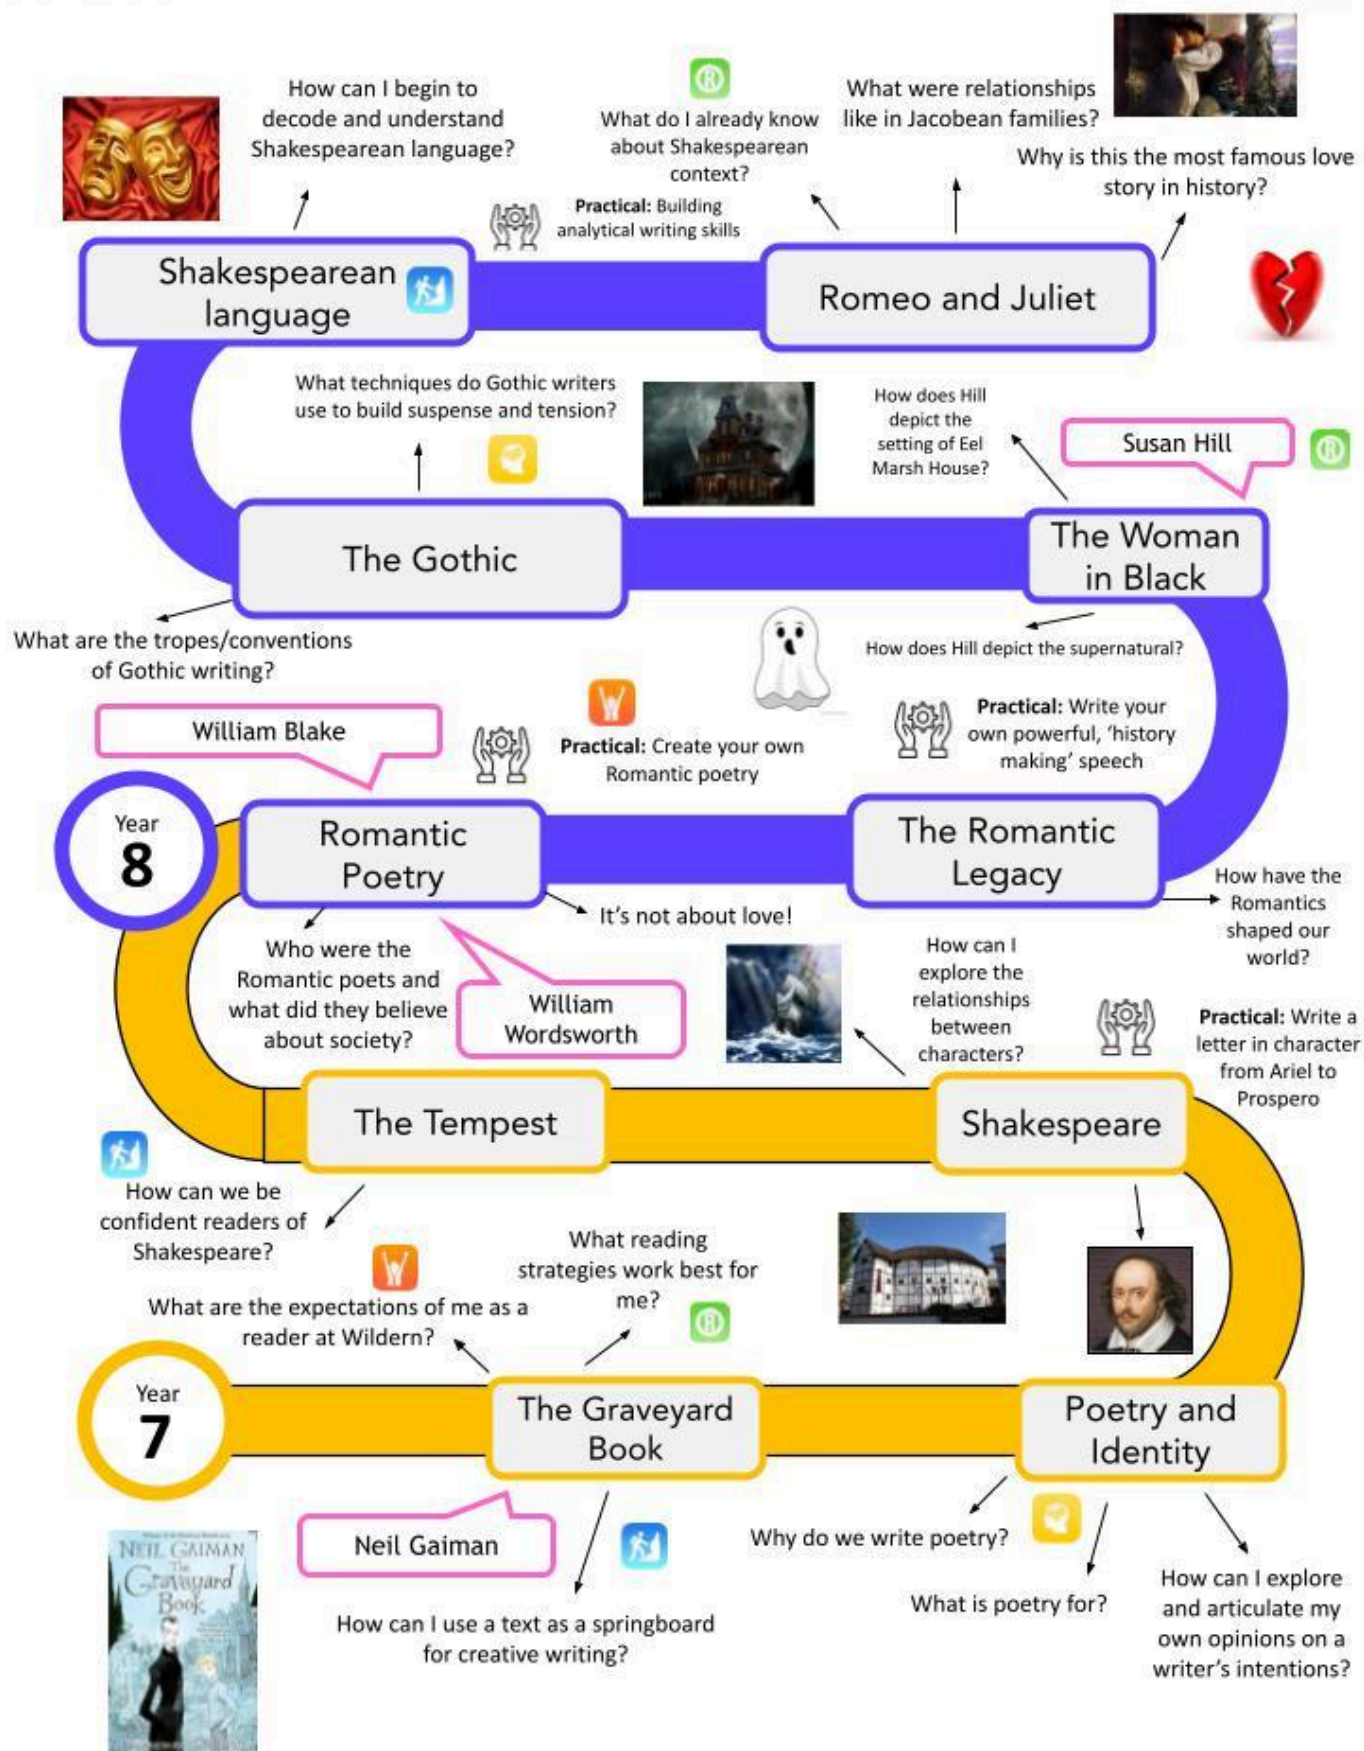 How can I begin to
decode and understand
Shakespearean language?
What do I already know
about Shakespearean
context?
What were relationships
like in Jacobean families?
Why is this the most famous love
story in history?
Practical: Building
analytical writing skills
Shakespearean
language
Romeo and Juliet
What techniques do Gothic writers
use to build suspense and tension?
How does Hill
depict the
setting of Eel
Marsh House?
Susan Hill
The Gothic
The Woman
in Black
What are the tropes/conventions
of Gothic writing?
How does Hill depict the supernatural?
William Blake
Practical: Create your own
Romantic poetry
Practical: Write your
own powerful, ‘history
making’ speech
Year
8
Romantic
Poetry
The Romantic
Legacy
How have the
Romantics
shaped our
world?
It’s not about love!
Who were the
Romantic poets and
what did they believe
about society?
William
Wordsworth
How can I
explore the
relationships
between
characters?
Practical: Write a
letter in character
from Ariel to
Prospero
The Tempest
Shakespeare
How can we be
confident readers of
Shakespeare?
What reading
strategies work best for
me?
What are the expectations of me as a
reader at Wildern?
Year
7
The Graveyard
Book
Poetry and
Identity
Neil Gaiman
Why do we write poetry?
What is poetry for?
How can I explore
and articulate my
own opinions on a
writer’s intentions?
How can I use a text as a springboard
for creative writing?
NEIL GAIMAN
The
Graveyard
Book